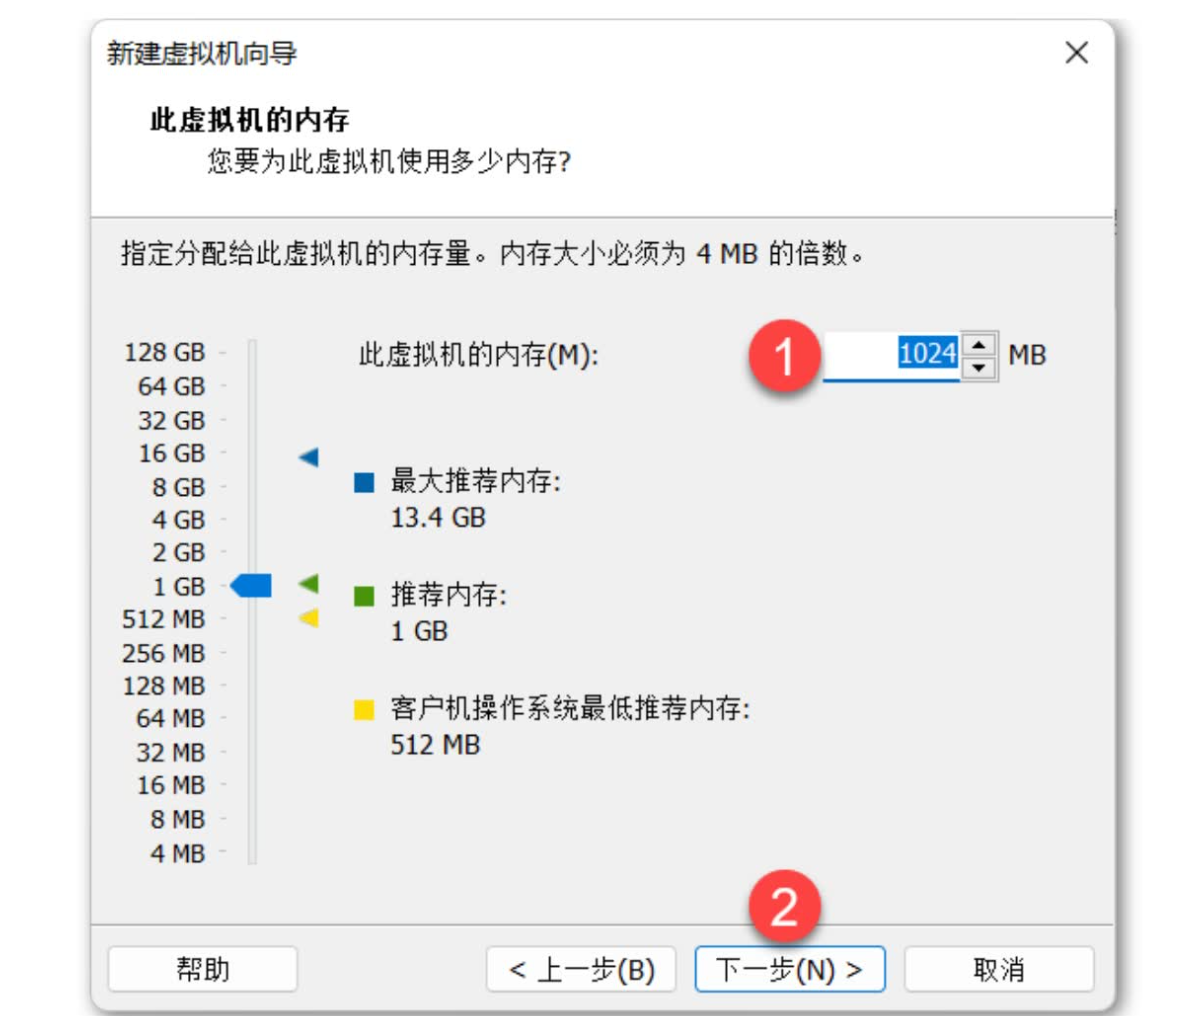 新建虚拟机向导
此虚拟机的内存
您要为此虚拟机使用多少内存?
指定分配给此虚拟机的内存量。内存大小必须为 4 MB 的倍数。
此虚拟机的内存(M):
1
1024
MB
128 GB
64 GB
32 GB
16 GB
8 GB
4 GB
2 GB
1 GB
512 MB
256 MB
128 MB
64 MB
32 MB
16 MB
8 MB
4 MB
最大推荐内存:
13.4 GB
推荐内存:
1 GB
客户机操作系统最低推荐内存:
512 MB
2
帮助
< 上一步(B)
下一步(N) >
取消